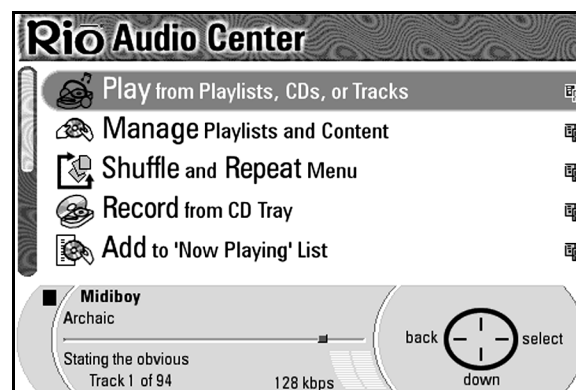 Rio Audio Center
Play from Playlists, CDs, or Tracks
Manage Playlists and Content
Shuffle and Repeat Menu
Record from CD Tray
Add to 'Now Playing' List
Midiboy
Archaic
Stating the obvious
Track 1 of 94
128 kbps
back
select
down